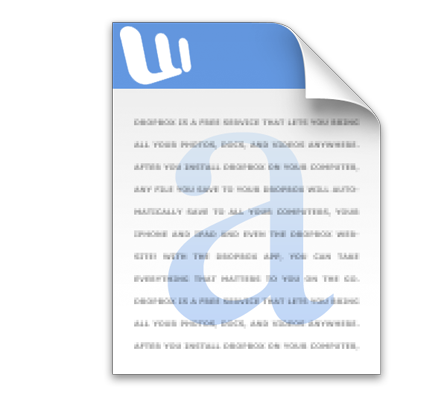 W
DROPBOX IS A FREE SERVICE THAT LETS YOU BRING
ALL YOUR PHOTOS, DOCS, AND VIDEOS ANYWHERE.
AFTER YOU INSTALL DROPBOX ON YOUR COMPUTER,
ANY FILE YOU SAVE TO YOUR DROPBOX WILL AUTO-
MATICALLY SAVE TO ALL YOUR COMPUTERS, YOUR
IPHONE AND IPAD AND EVEN THE DROPBOX WEB-
SITE! WITH THE DROPBOX APP, YOU CAN TAKE
EVERYTHING THAT MATTERS TO YOU ON THE GO.
DROPBOX IS A FREE SERVICE THAT LETS YOU BRING
ALL YOUR PHOTOS, DOCS, AND VIDEOS ANYWHERE.
AFTER YOU INSTALL DROPBOX ON YOUR COMPUTER,
a